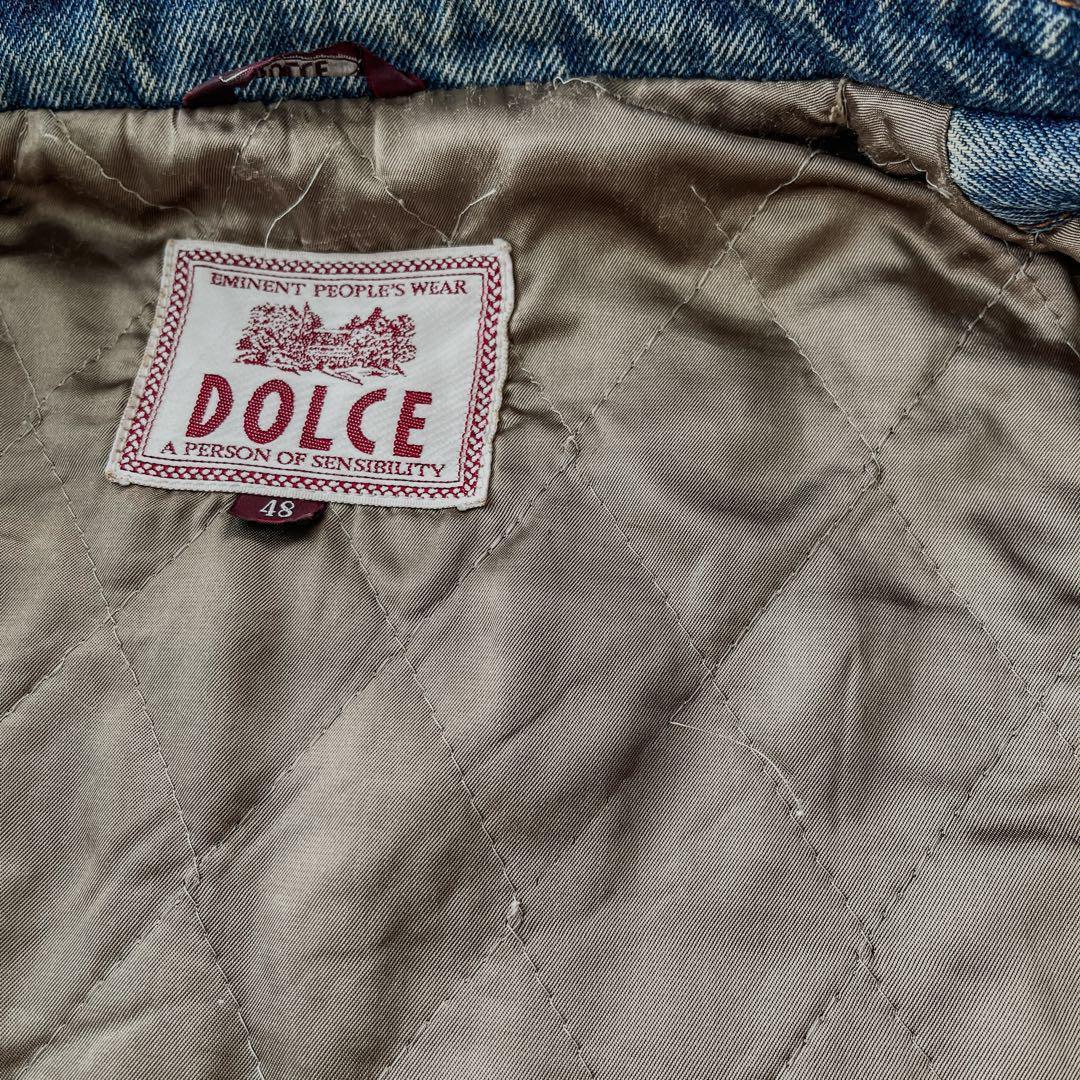 EMINENT PEOPLE'S WEAR
DOLCE
A PERSON OF SENSIBILITY
48